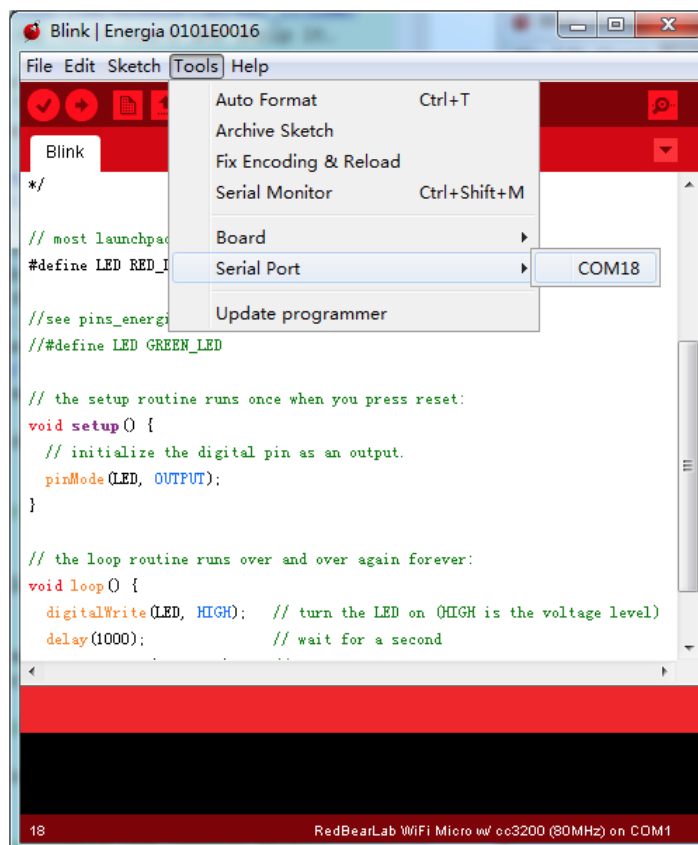 Blink | Energia 0101E0016
File Edit Sketch Tools Help
Auto Format Ctrl+T
Archive Sketch
Fix Encoding & Reload
Serial Monitor Ctrl+Shift+M
Board
Serial Port
COM18
Update programmer
Blink
*/
// most launchpad
#define LED RED_L
//see pins_energi
//#define LED GREEN_LED
// the setup routine runs once when you press reset:
void setup() {
// initialize the digital pin as an output.
pinMode(LED, OUTPUT);
}
// the loop routine runs over and over again forever:
void loop() {
digitalWrite(LED, HIGH); // turn the LED on (HIGH is the voltage level)
delay(1000); // wait for a second
18
RedBearLab WiFi Micro w/ cc3200 (80MHz) on COM1